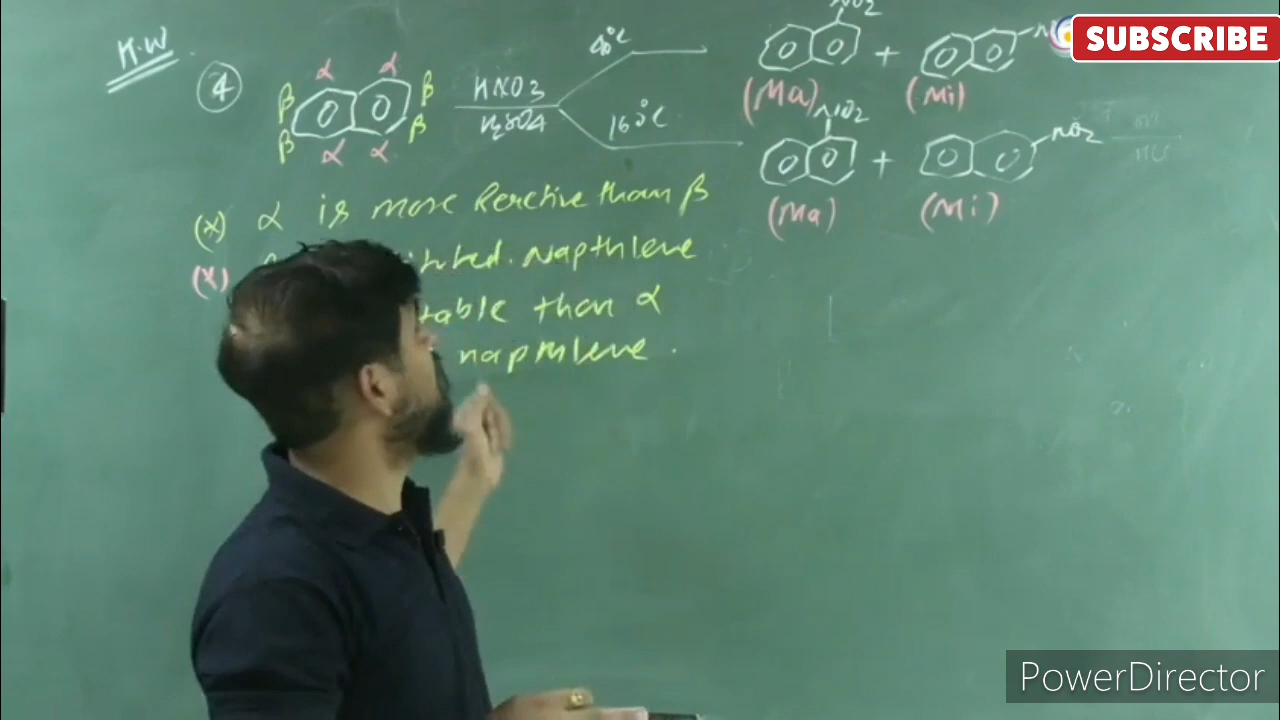 H.W
4
α α
β β
β β
α α
HNO3
H2SO4
40°C
160°C
NO2
+
(Ma) (Mi)
NO2
+ NO2
(Ma) (Mi)
(x) α is more Reactive than β
(x) Napthlene
table than α
napthlene.
SUBSCRIBE
PowerDirector